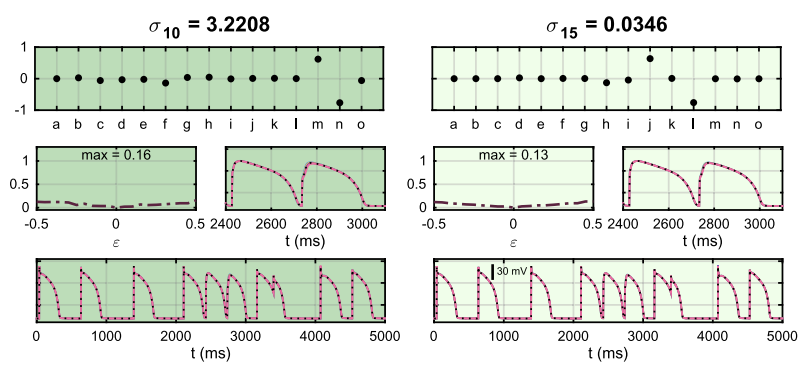 σ10 = 3.2208
1
0
-1
a b c d e f g h i j k l m n o
max = 0.16
1
0.5
0
-0.5 0 0.5
ε
2400 2600 2800 3000
t (ms)
0 1000 2000 3000 4000 5000
t (ms)
σ15 = 0.0346
a b c d e f g h i j k l m n o
max = 0.13
1
0.5
0
-0.5 0 0.5
ε
2400 2600 2800 3000
t (ms)
30 mV
0 1000 2000 3000 4000 5000
t (ms)